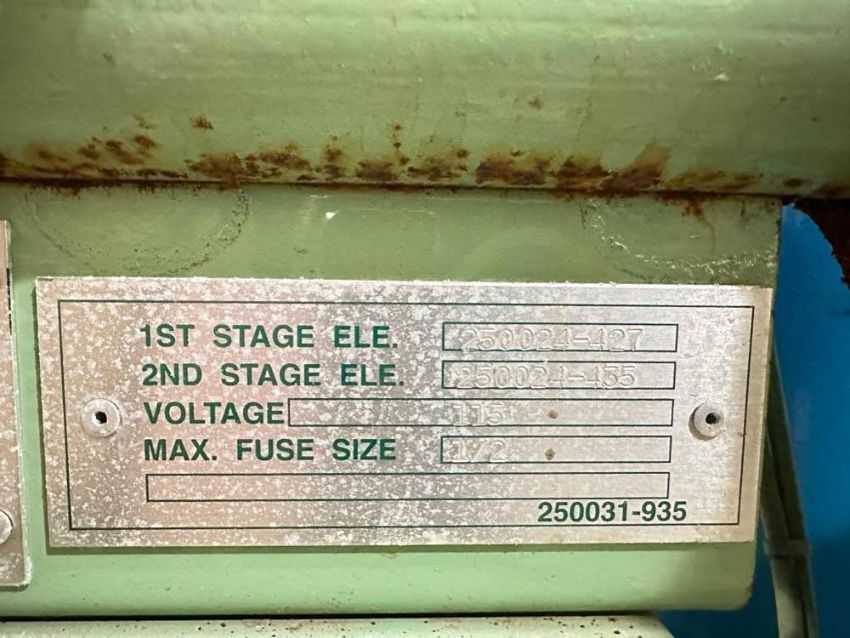 1ST STAGE ELE. 250024-427
2ND STAGE ELE. 250024-435
VOLTAGE 115
MAX. FUSE SIZE 1/2
250031-935